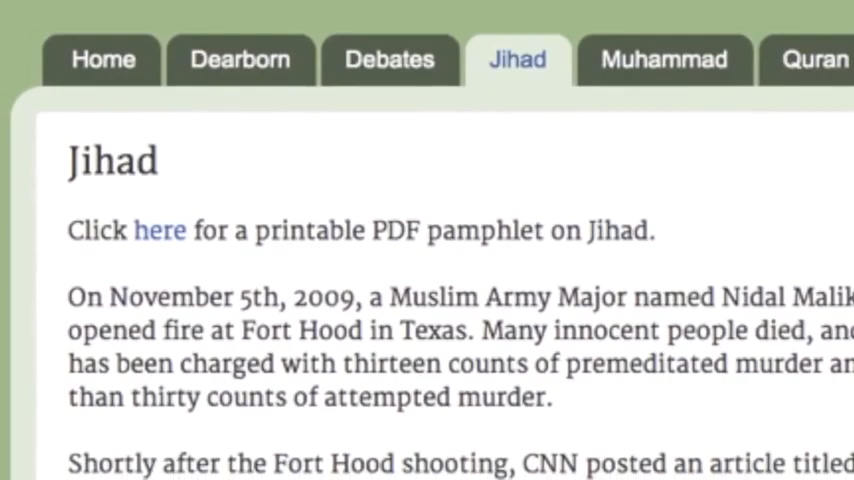 Home Dearborn Debates Jihad Muhammad Quran
Jihad
Click here for a printable PDF pamphlet on Jihad.
On November 5th, 2009, a Muslim Army Major named Nidal Malik
opened fire at Fort Hood in Texas. Many innocent people died, and
has been charged with thirteen counts of premeditated murder an
than thirty counts of attempted murder.
Shortly after the Fort Hood shooting, CNN posted an article titled